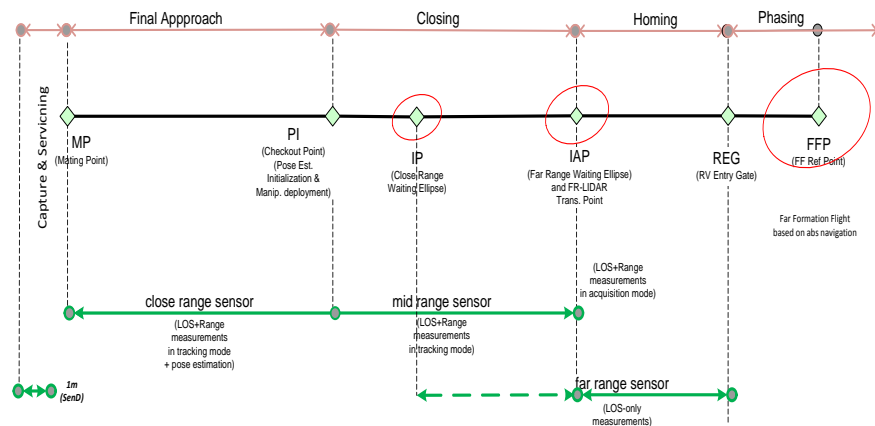 Final Appproach
Closing
Homing
Phasing
Capture & servicning
MP
(Mating Point)
PI
(Checkout Point)
(Pose Est.
Initialization &
Manip. deployment)
IP
(Close Range
Waiting Ellipse)
IAP
(Far Range Waiting Ellipse)
and FR-LIDAR
Trans. Point
REG
(RV Entry Gate)
FFP
(FF Ref Point)
Far Formation Flight
based on abs navigation
(LOS+Range
measurements
in acquisition mode)
close range sensor
(LOS+Range
measurements
in tracking mode
+ pose estimation)
mid range sensor
(LOS+Range
measurements
in tracking mode)
1m
(SenD)
far range sensor
(LOS-only
measurements)